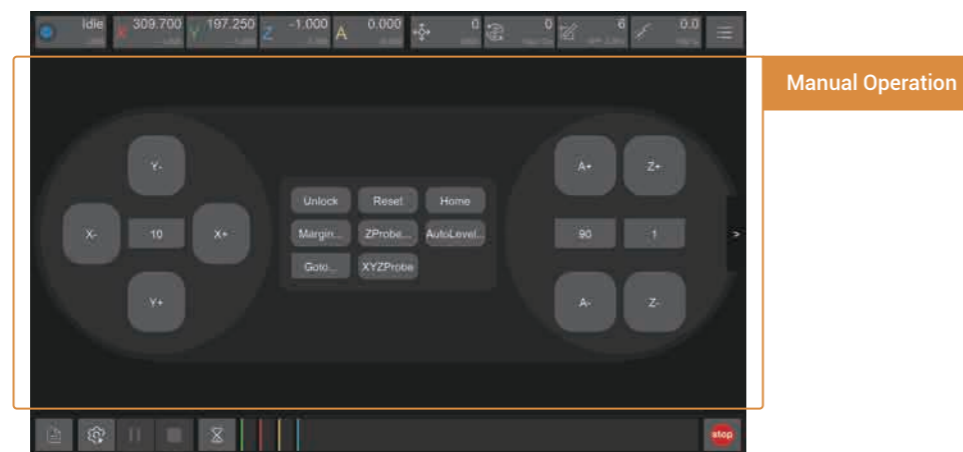 Idle X 309.700 Y 197.250 Z -1.000 A 0.000 0 0 6 0.0
Manual Operation
Y-
A+ Z+
Unlock Reset Home
X- 10 X+
Margin... ZProbe... AutoLevel...
90 1 >
Goto... XYZProbe
Y+
A- Z-
stop